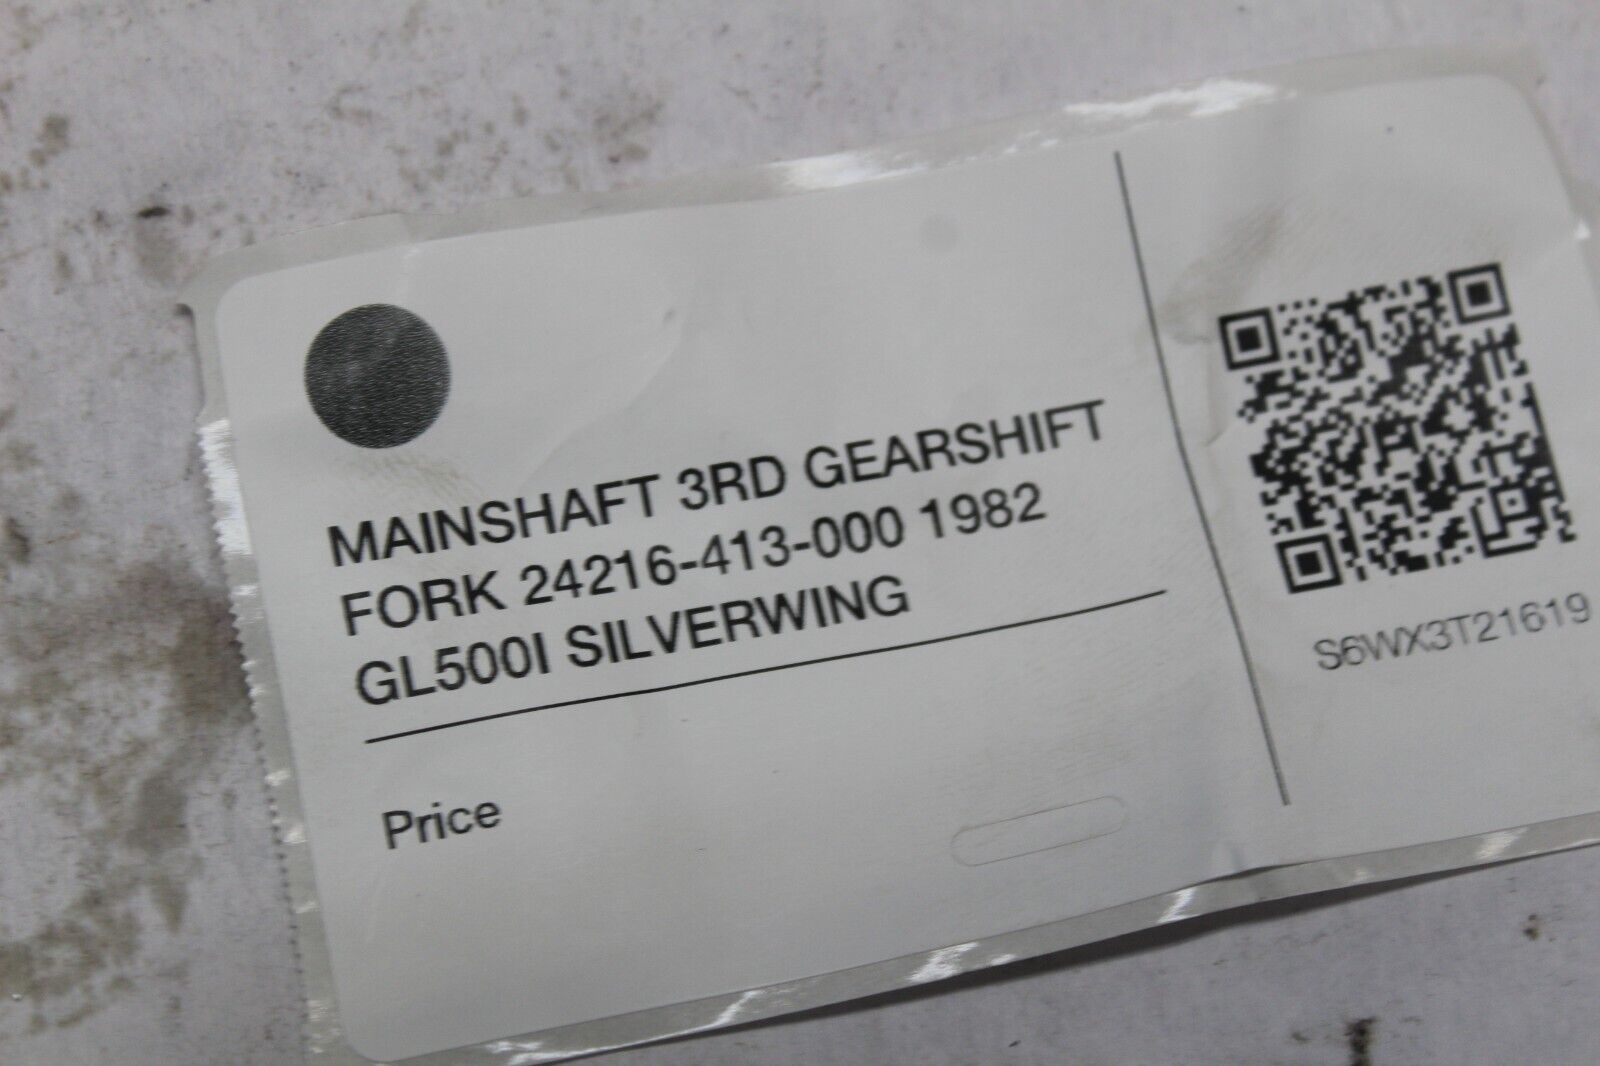 MAINSHAFT 3RD GEARSHIFT
FORK 24216-413-000 1982
GL500I SILVERWING
Price
S6WX3T21619